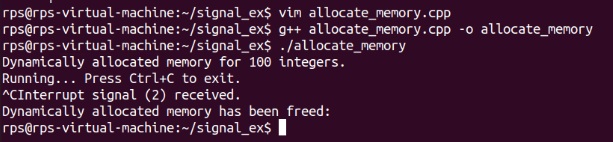 rps@rps-virtual-machine:~/signal_ex$ vim allocate_memory.cpp
rps@rps-virtual-machine:~/signal_ex$ g++ allocate_memory.cpp -o allocate_memory
rps@rps-virtual-machine:~/signal_ex$ ./allocate_memory
Dynamically allocated memory for 100 integers.
Running... Press Ctrl+C to exit.
^CInterrupt signal (2) received.
Dynamically allocated memory has been freed:
rps@rps-virtual-machine:~/signal_ex$